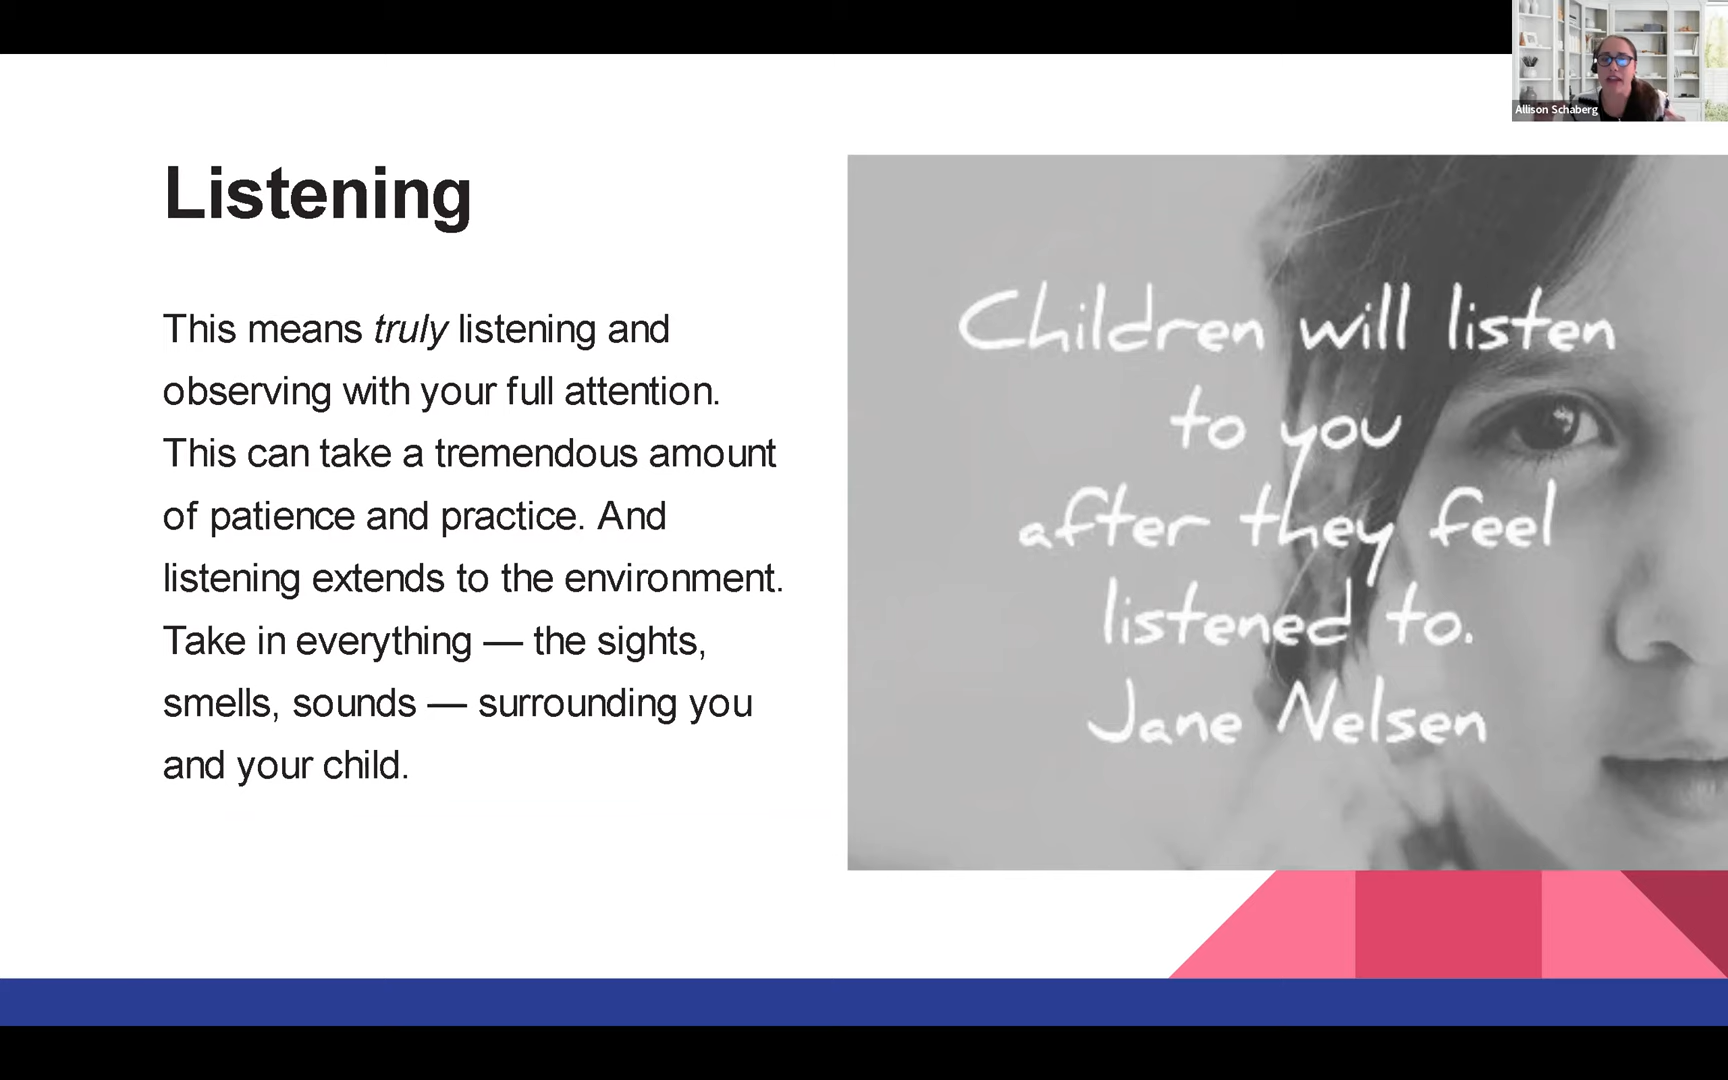 Allison Schaberg
Listening
This means truly listening and
observing with your full attention.
This can take a tremendous amount
of patience and practice. And
listening extends to the environment.
Take in everything — the sights,
smells, sounds — surrounding you
and your child.
Children will listen
to you
after they feel
listened to.
Jane Nelsen